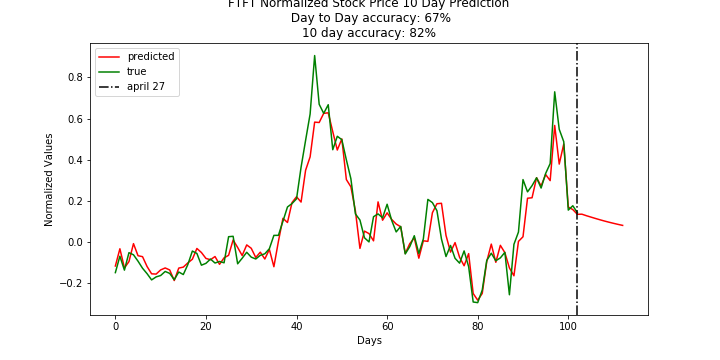 FTFT Normalized Stock Price 10 Day Prediction
Day to Day accuracy: 67%
10 day accuracy: 82%
predicted
true
april 27
Normalized Values
0.8
0.6
0.4
0.2
0.0
−0.2
0 20 40 60 80 100
Days